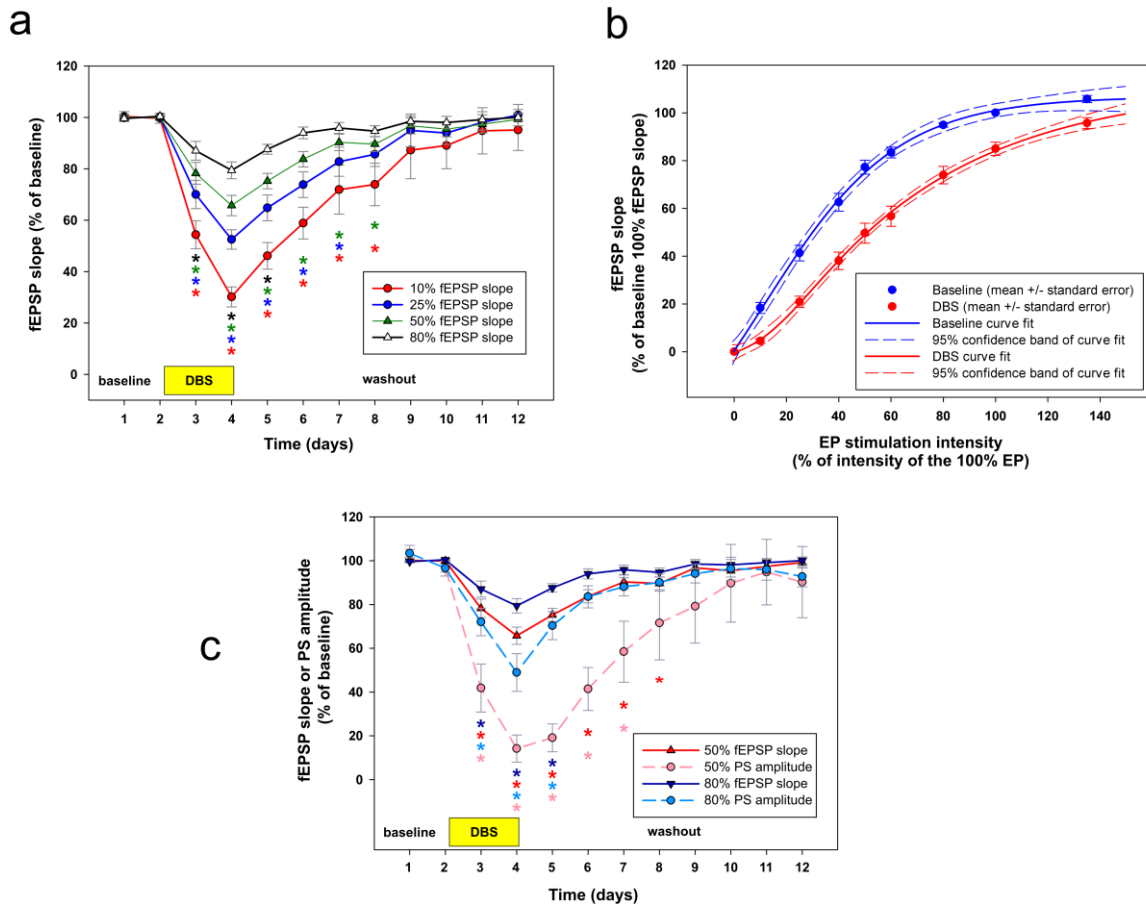 a
fEPSP slope (% of baseline)
120
100
80
60
40
20
0
* * * *
* * * *
* * * *
* * *
* * *
* *
10% fEPSP slope
25% fEPSP slope
50% fEPSP slope
80% fEPSP slope
baseline DBS washout
1 2 3 4 5 6 7 8 9 10 11 12
Time (days)
b
fEPSP slope
(% of baseline 100% fEPSP slope)
120
100
80
60
40
20
0
Baseline (mean +/- standard error)
DBS (mean +/- standard error)
Baseline curve fit
95% confidence band of curve fit
DBS curve fit
95% confidence band of curve fit
0 20 40 60 80 100 120 140
EP stimulation intensity
(% of intensity of the 100% EP)
c
fEPSP slope or PS amplitude
(% of baseline)
120
100
80
60
40
20
0
* * * *
* * * *
* * * *
* *
* *
*
50% fEPSP slope
50% PS amplitude
80% fEPSP slope
80% PS amplitude
baseline DBS washout
1 2 3 4 5 6 7 8 9 10 11 12
Time (days)